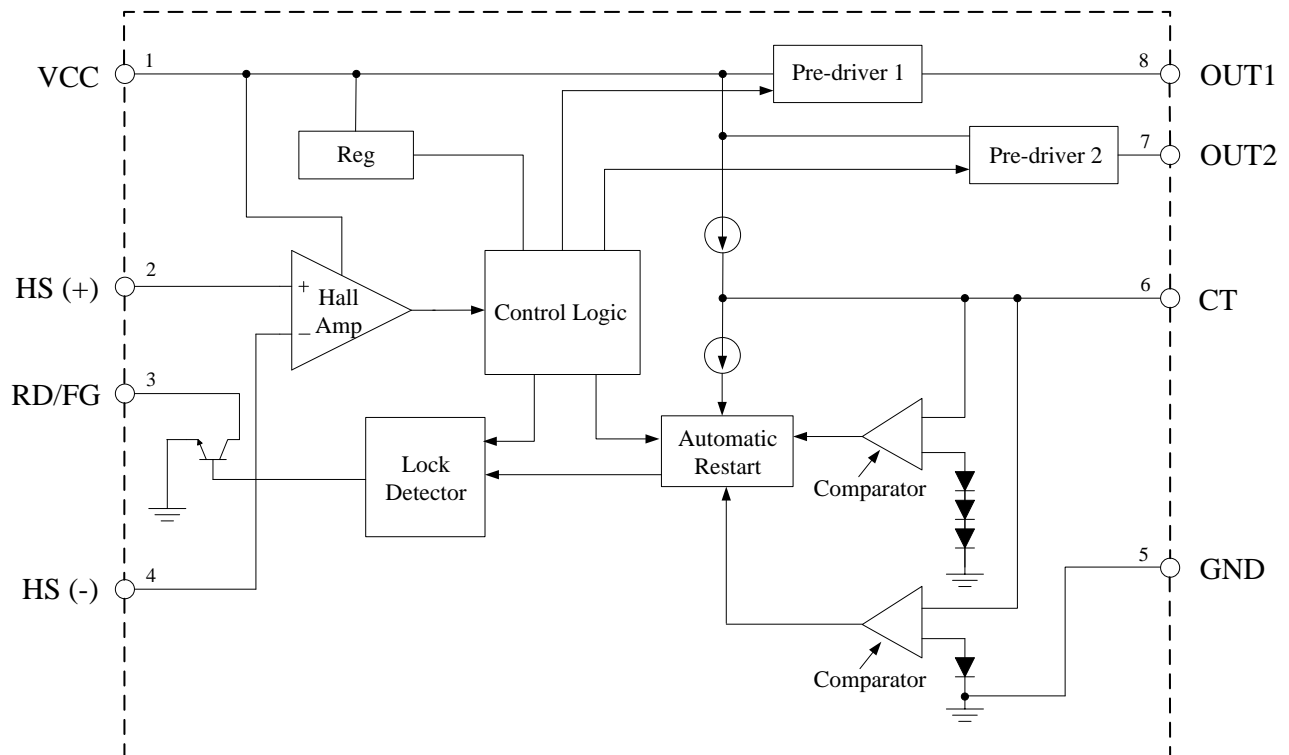 VCC
1
Pre-driver 1
8
OUT1
Reg
Pre-driver 2
7
OUT2
HS (+)
2
+
Hall
Amp
−
Control Logic
6
CT
RD/FG
3
Lock
Detector
Automatic
Restart
Comparator
HS (-)
4
5
GND
Comparator